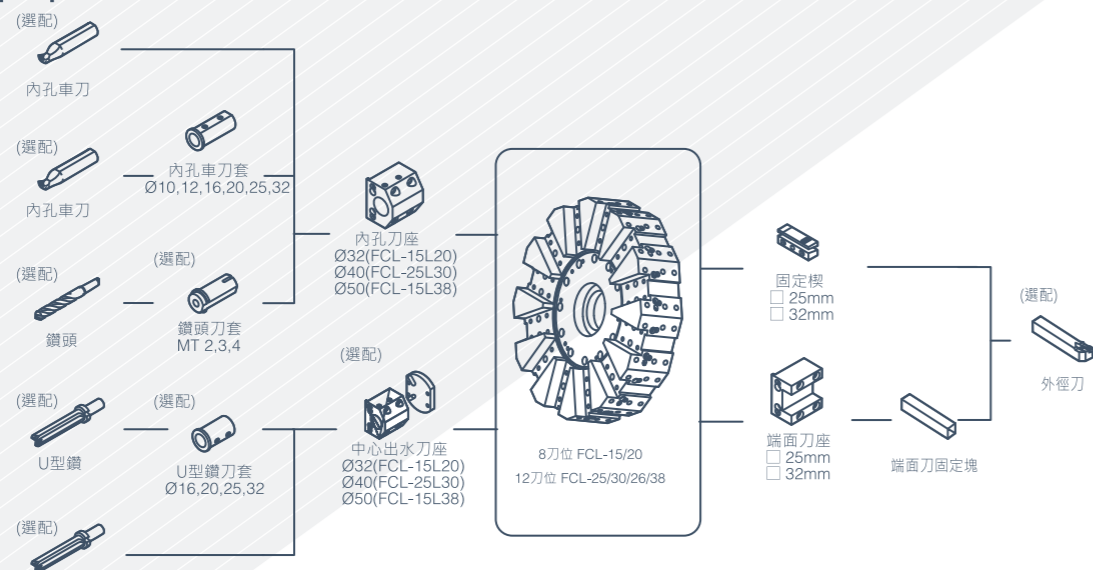 (選配)
內孔車刀
(選配)
內孔車刀
內孔車刀套
Ø10,12,16,20,25,32
(選配)
鑽頭
(選配)
鑽頭刀套
MT 2,3,4
(選配)
U型鑽
(選配)
U型鑽刀套
Ø16,20,25,32
(選配)
內孔刀座
Ø32(FCL-15L20)
Ø40(FCL-25L30)
Ø50(FCL-15L38)
(選配)
中心出水刀座
Ø32(FCL-15L20)
Ø40(FCL-25L30)
Ø50(FCL-15L38)
8刀位 FCL-15/20
12刀位 FCL-25/30/26/38
固定楔
□ 25mm
□ 32mm
端面刀座
□ 25mm
□ 32mm
端面刀固定塊
(選配)
外徑刀